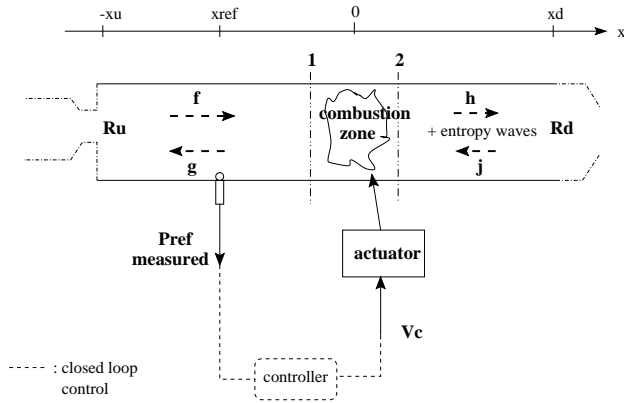 -xu xref 0 xd
x
1 2
f h
combustion
Ru zone + entropy waves Rd
g j
Pref
measured
actuator
Vc
controller
: closed loop
control